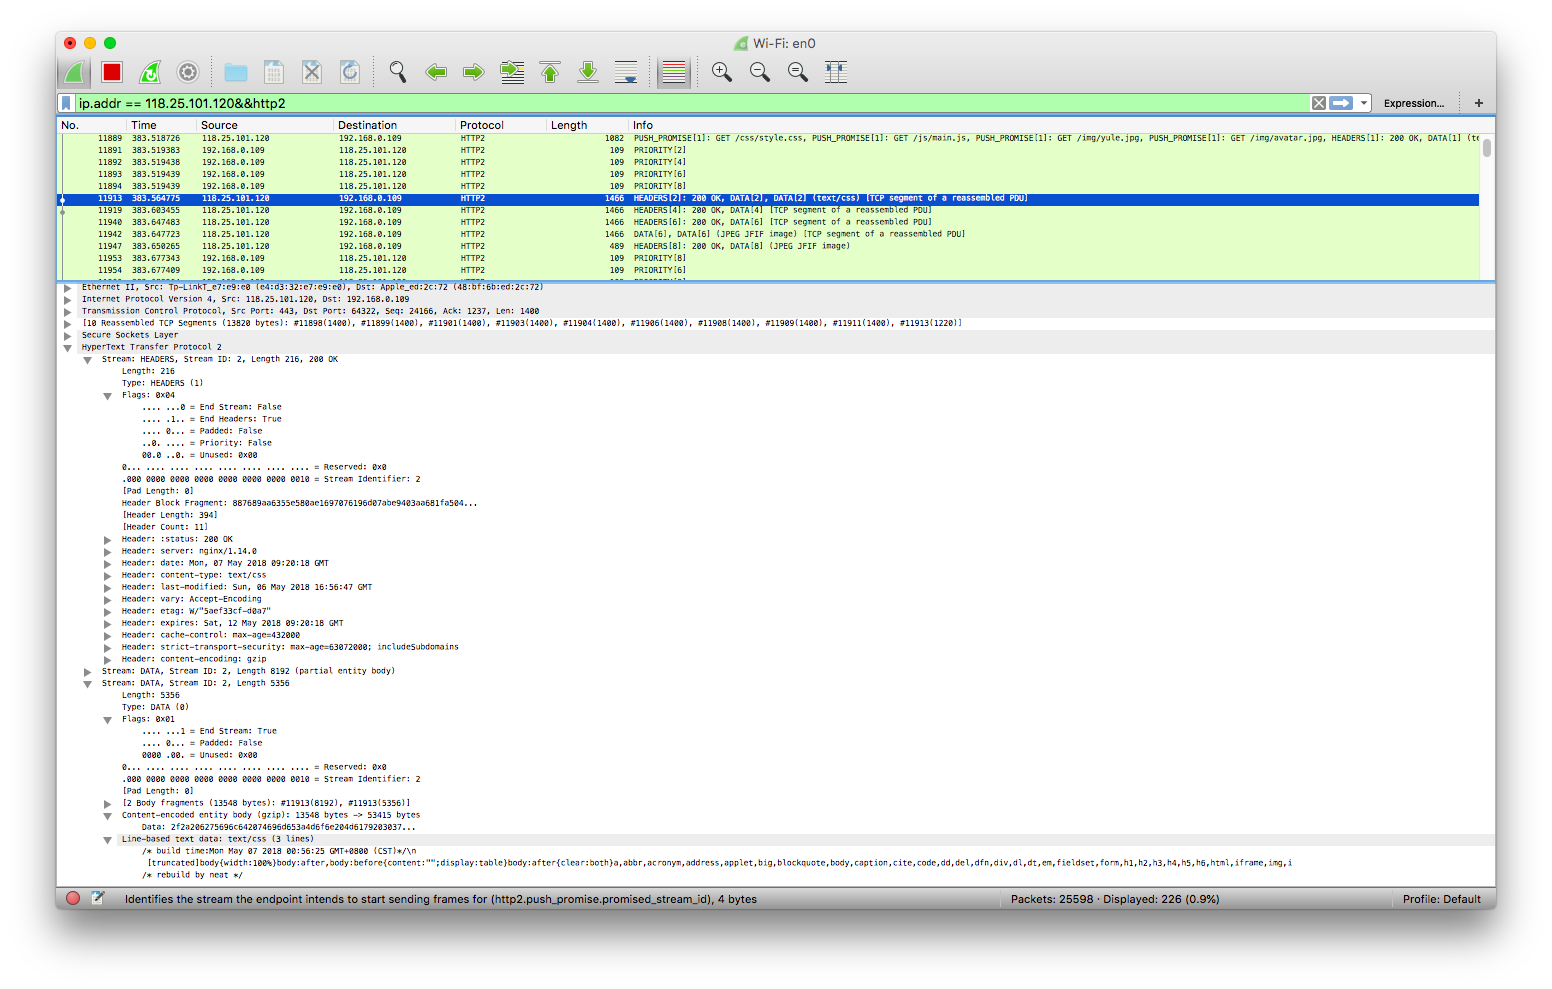 Wi-Fi: en0
ip.addr == 118.25.101.120&&http2
Expression...
+
No. Time Source Destination Protocol Length Info
11889 383.518726 118.25.101.120 192.168.0.109 HTTP2 1082 PUSH_PROMISE[1]: GET /css/style.css, PUSH_PROMISE[1]: GET /js/main.js, PUSH_PROMISE[1]: GET /img/yule.jpg, PUSH_PROMISE[1]: GET /img/avatar.jpg, HEADERS[1]: 200 OK, DATA[1] (te
11891 383.519383 192.168.0.109 118.25.101.120 HTTP2 109 PRIORITY[2]
11892 383.519438 192.168.0.109 118.25.101.120 HTTP2 109 PRIORITY[4]
11893 383.519439 192.168.0.109 118.25.101.120 HTTP2 109 PRIORITY[6]
11894 383.519439 192.168.0.109 118.25.101.120 HTTP2 109 PRIORITY[8]
11913 383.564775 118.25.101.120 192.168.0.109 HTTP2 1466 HEADERS[2]: 200 OK, DATA[2], DATA[2] (text/css) [TCP segment of a reassembled PDU]
11919 383.603455 118.25.101.120 192.168.0.109 HTTP2 1466 HEADERS[4]: 200 OK, DATA[4] [TCP segment of a reassembled PDU]
11940 383.647483 118.25.101.120 192.168.0.109 HTTP2 1466 HEADERS[6]: 200 OK, DATA[6] [TCP segment of a reassembled PDU]
11942 383.647723 118.25.101.120 192.168.0.109 HTTP2 1466 DATA[6], DATA[6] (JPEG JFIF image) [TCP segment of a reassembled PDU]
11947 383.650265 118.25.101.120 192.168.0.109 HTTP2 489 HEADERS[8]: 200 OK, DATA[8] (JPEG JFIF image)
11953 383.677343 192.168.0.109 118.25.101.120 HTTP2 109 PRIORITY[8]
11954 383.677409 192.168.0.109 118.25.101.120 HTTP2 109 PRIORITY[6]
Ethernet II, Src: Tp-LinkT_e7:e9:e0 (e4:d3:32:e7:e9:e0), Dst: Apple_ed:2c:72 (48:bf:6b:ed:2c:72)
Internet Protocol Version 4, Src: 118.25.101.120, Dst: 192.168.0.109
Transmission Control Protocol, Src Port: 443, Dst Port: 64322, Seq: 24166, Ack: 1237, Len: 1400
[10 Reassembled TCP Segments (13820 bytes): #11898(1400), #11899(1400), #11901(1400), #11903(1400), #11904(1400), #11906(1400), #11908(1400), #11909(1400), #11911(1400), #11913(1220)]
Secure Sockets Layer
HyperText Transfer Protocol 2
Stream: HEADERS, Stream ID: 2, Length 216, 200 OK
Length: 216
Type: HEADERS (1)
Flags: 0x04
.... ...0 = End Stream: False
.... .1.. = End Headers: True
.... 0... = Padded: False
..0. .... = Priority: False
00.0 ..0. = Unused: 0x00
0... .... .... .... .... .... .... .... = Reserved: 0x0
.000 0000 0000 0000 0000 0000 0000 0010 = Stream Identifier: 2
[Pad Length: 0]
Header Block Fragment: 887689aa6355e580ae1697076196d07abe9403aa681fa504...
[Header Length: 394]
[Header Count: 11]
Header: :status: 200 OK
Header: server: nginx/1.14.0
Header: date: Mon, 07 May 2018 09:20:18 GMT
Header: content-type: text/css
Header: last-modified: Sun, 06 May 2018 16:56:47 GMT
Header: vary: Accept-Encoding
Header: etag: W/"5aef33cf-d0a7"
Header: expires: Sat, 12 May 2018 09:20:18 GMT
Header: cache-control: max-age=432000
Header: strict-transport-security: max-age=63072000; includeSubdomains
Header: content-encoding: gzip
Stream: DATA, Stream ID: 2, Length 8192 (partial entity body)
Stream: DATA, Stream ID: 2, Length 5356
Length: 5356
Type: DATA (0)
Flags: 0x01
.... ...1 = End Stream: True
.... 0... = Padded: False
0000 .00. = Unused: 0x00
0... .... .... .... .... .... .... .... = Reserved: 0x0
.000 0000 0000 0000 0000 0000 0000 0010 = Stream Identifier: 2
[Pad Length: 0]
[2 Body fragments (13548 bytes): #11913(8192), #11913(5356)]
Content-encoded entity body (gzip): 13548 bytes -> 53415 bytes
Data: 2f2a206275696c642074696d653a4d6f6e204d6179203037...
Line-based text data: text/css (3 lines)
/* build time:Mon May 07 2018 00:56:25 GMT+0800 (CST)*/\n
[truncated]body{width:100%}body:after,body:before{content:"";display:table}body:after{clear:both}a,abbr,acronym,address,applet,big,blockquote,body,caption,cite,code,dd,del,dfn,div,dl,dt,em,fieldset,form,h1,h2,h3,h4,h5,h6,html,iframe,img,i
/* rebuild by neat */
Identifies the stream the endpoint intends to start sending frames for (http2.push_promise.promised_stream_id), 4 bytes
Packets: 25598 · Displayed: 226 (0.9%)
Profile: Default